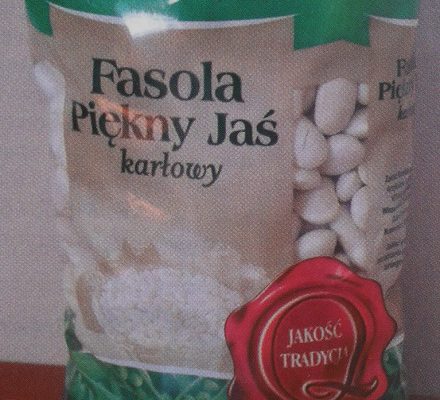 Fasola
Piękny Jaś
karłowy
JAKOŚĆ
TRADYCJA